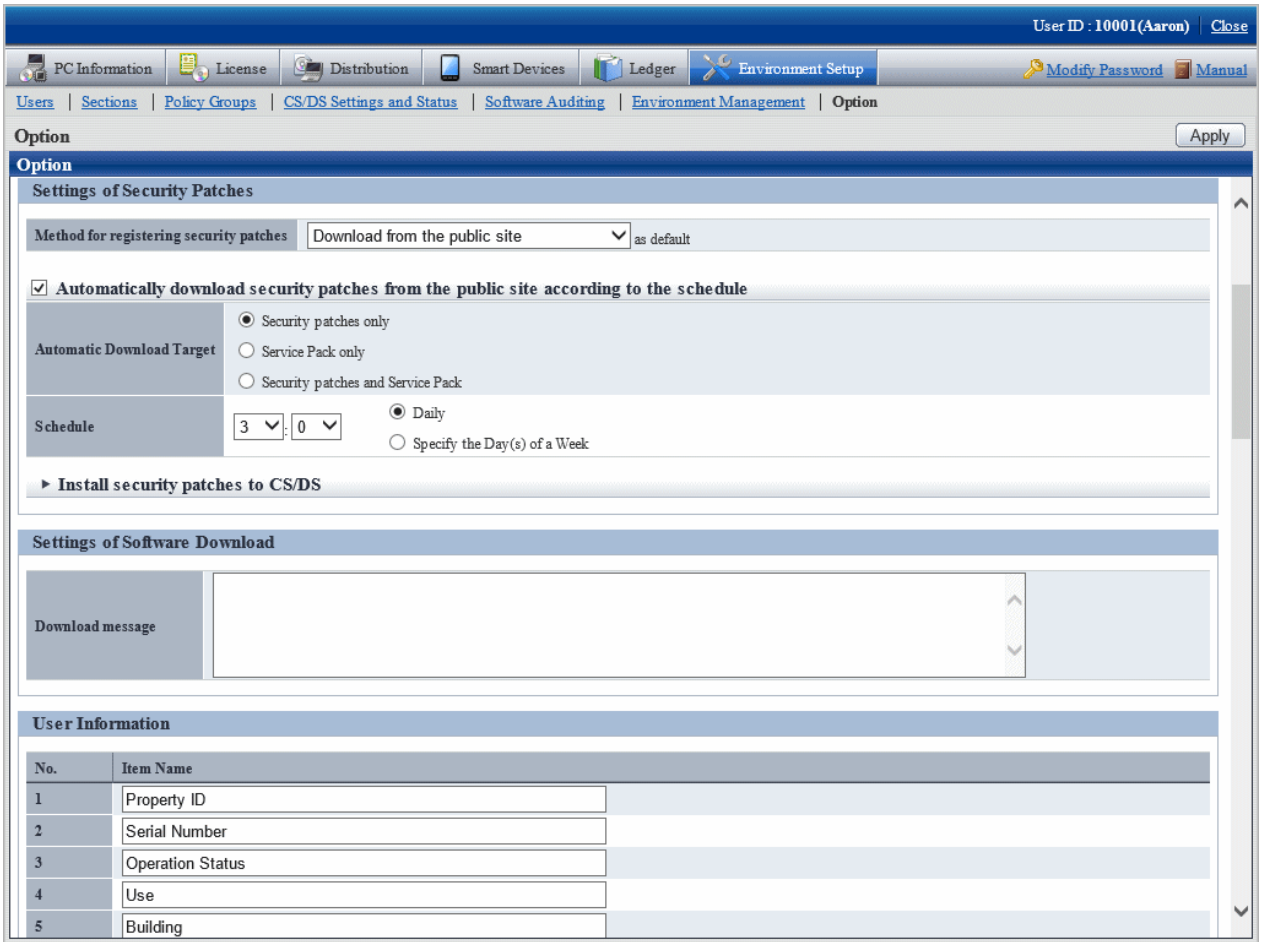 User ID : 10001(Aaron) Close
PC Information License Distribution Smart Devices Ledger Environment Setup Modify Password Manual
Users | Sections | Policy Groups | CS/DS Settings and Status | Software Auditing | Environment Management | Option
Option Apply
Option
Settings of Security Patches
Method for registering security patches Download from the public site as default
Automatically download security patches from the public site according to the schedule
Automatic Download Target
Security patches only
Service Pack only
Security patches and Service Pack
Schedule 3 : 0
Daily
Specify the Day(s) of a Week
Install security patches to CS/DS
Settings of Software Download
Download message
User Information
No. Item Name
1 Property ID
2 Serial Number
3 Operation Status
4 Use
5 Building